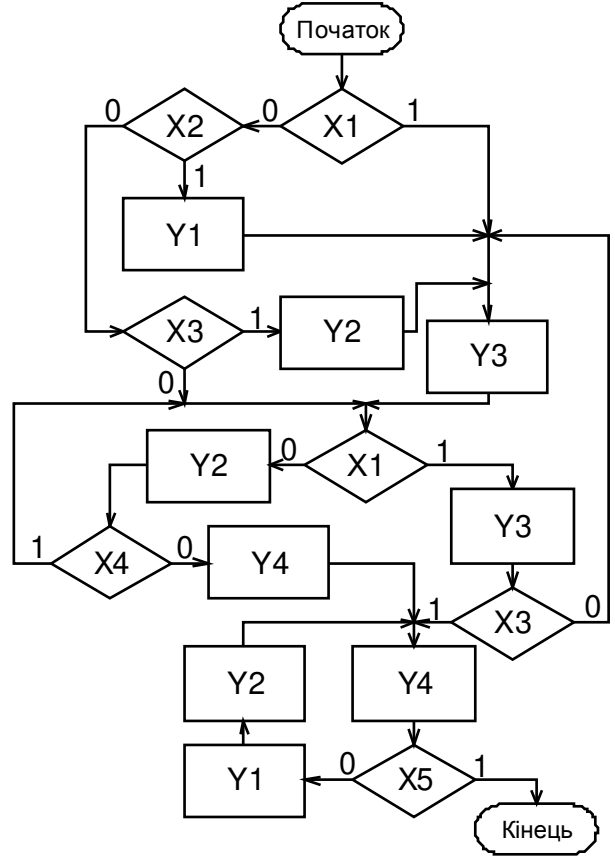 Початок
0 X2 0 X1 1
1
Y1
X3 1 Y2
Y3
0
Y2 0 X1 1
Y3
1 X4 0 Y4
1 X3 0
Y2 Y4
Y1 0 X5 1
Кінець